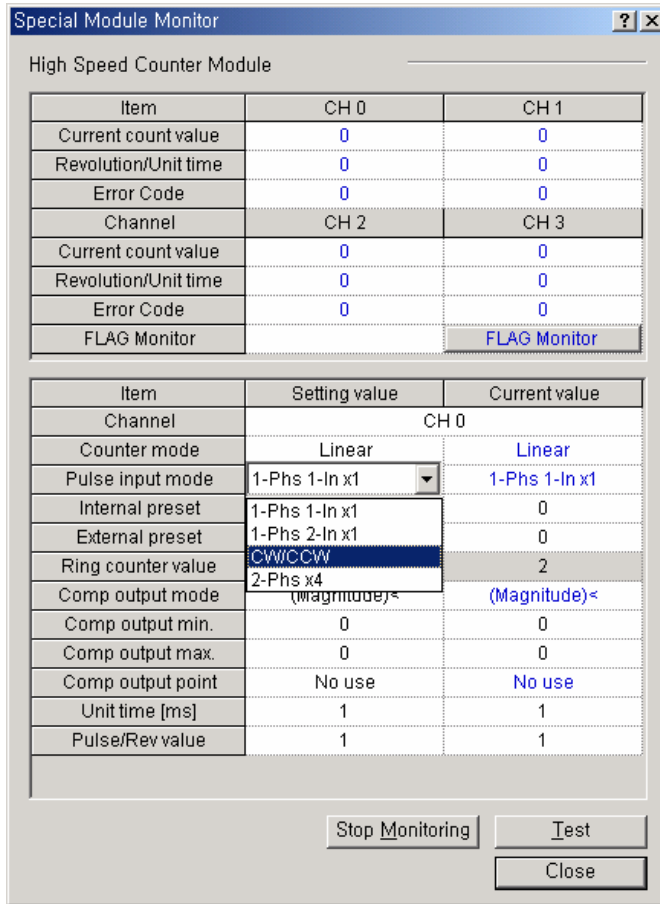 Special Module Monitor
High Speed Counter Module
Item CH 0 CH 1
Current count value 0 0
Revolution/Unit time 0 0
Error Code 0 0
Channel CH 2 CH 3
Current count value 0 0
Revolution/Unit time 0 0
Error Code 0 0
FLAG Monitor FLAG Monitor
Item Setting value Current value
Channel CH 0
Counter mode Linear Linear
Pulse input mode 1-Phs 1-In x1 1-Phs 1-In x1
Internal preset 1-Phs 1-In x1 0
External preset 1-Phs 2-In x1 0
Ring counter value CW/CCW 2
2-Phs x4
Comp output mode (Magnitude)< (Magnitude)<
Comp output min. 0 0
Comp output max. 0 0
Comp output point No use No use
Unit time [ms] 1 1
Pulse/Rev value 1 1
Stop Monitoring Test
Close